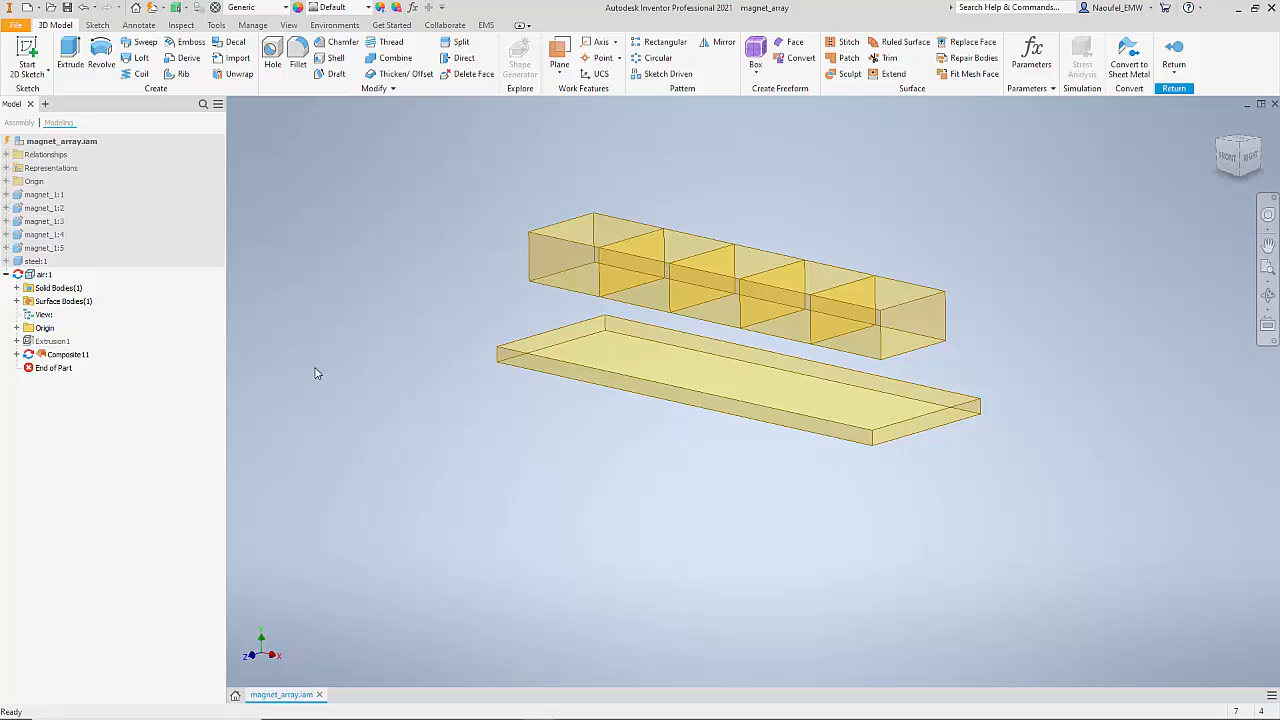 Generic
Default
Autodesk Inventor Professional 2021 magnet_array
Search Help & Commands...
Naoufel_EMW
File 3D Model Sketch Annotate Inspect Tools Manage View Environments Get Started EMS
Start 2D Sketch
Sketch
Extrude Revolve
Sweep Emboss Decal
Loft Derive Import
Coil Rib Unwrap
Create
Hole Fillet
Chamfer Thread Split
Shell Combine Direct
Draft Thicken/ Offset Delete Face
Modify
Shape Generator
Explore
Plane
Axis
Point
UCS
Work Features
Rectangular Mirror
Circular
Sketch Driven
Pattern
Box
Face
Convert
Create Freeform
Stitch Ruled Surface Replace Face
Patch Trim Repair Bodies
Sculpt Extend Fit Mesh Face
Surface
Parameters
Parameters
Stress Analysis
Simulation
Convert to Sheet Metal
Convert
Return
Return
Model
Assembly | Modeling
magnet_array.iam
Relationships
Representations
Origin
magnet_1:1
magnet_1:2
magnet_1:3
magnet_1:4
magnet_1:5
steel:1
air:1
Solid Bodies(1)
Surface Bodies(1)
View:
Origin
Extrusion1
Composite11
End of Part
FRONT RIGHT
Y
Z X
magnet_array.iam
Ready
7 4